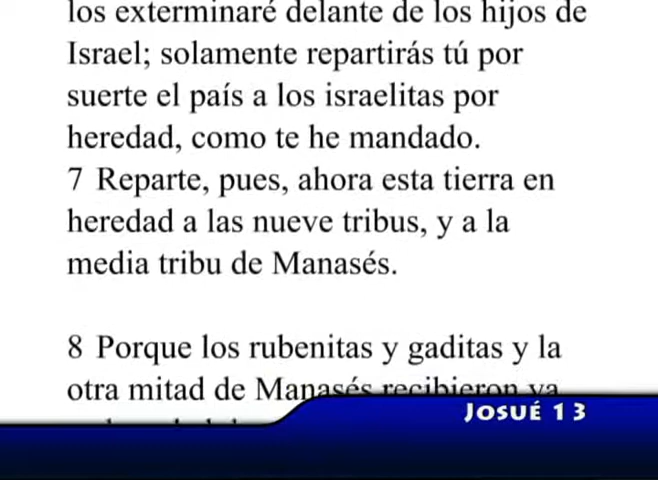 los exterminaré delante de los hijos de
Israel; solamente repartirás tú por
suerte el país a los israelitas por
heredad, como te he mandado.
7 Reparte, pues, ahora esta tierra en
heredad a las nueve tribus, y a la
media tribu de Manasés.
8 Porque los rubenitas y gaditas y la
otra mitad de Manasés recibieron ya
JOSUÉ 13